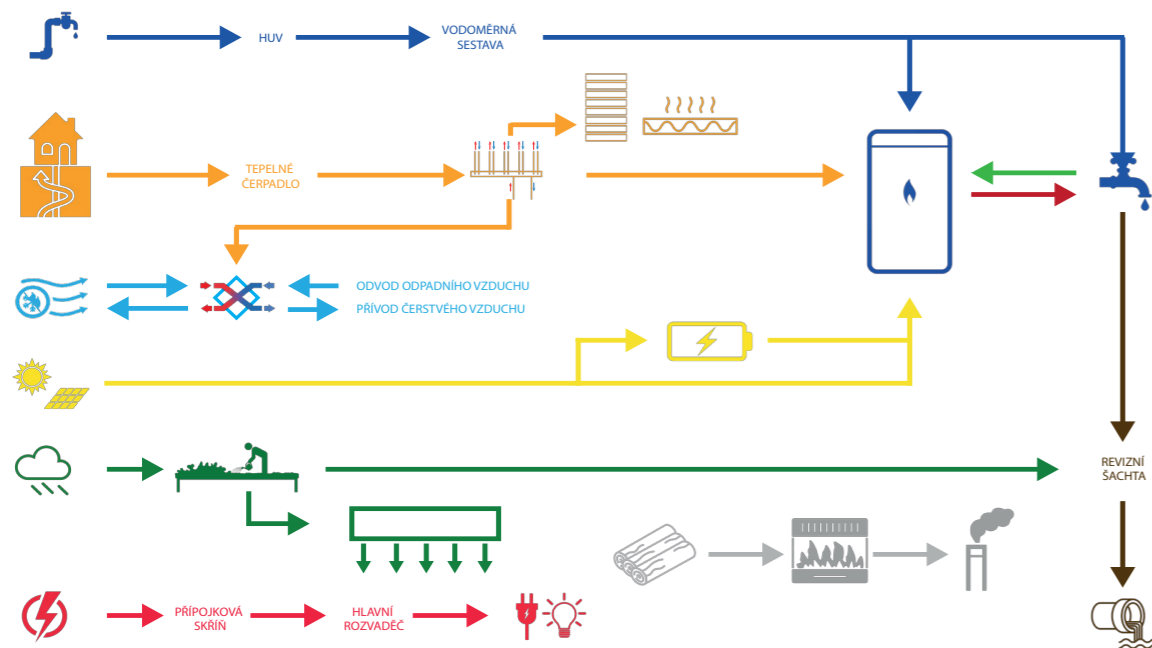 HUV
VODOMĚRNÁ
SESTAVA
TEPELNÉ
ČERPADLO
ODVOD ODPADNÍHO VZDUCHU
PŘÍVOD ČERSTVÉHO VZDUCHU
REVIZNÍ
ŠACHTA
PŘÍPOJKOVÁ
SKŘÍŇ
HLAVNÍ
ROZVADĚČ